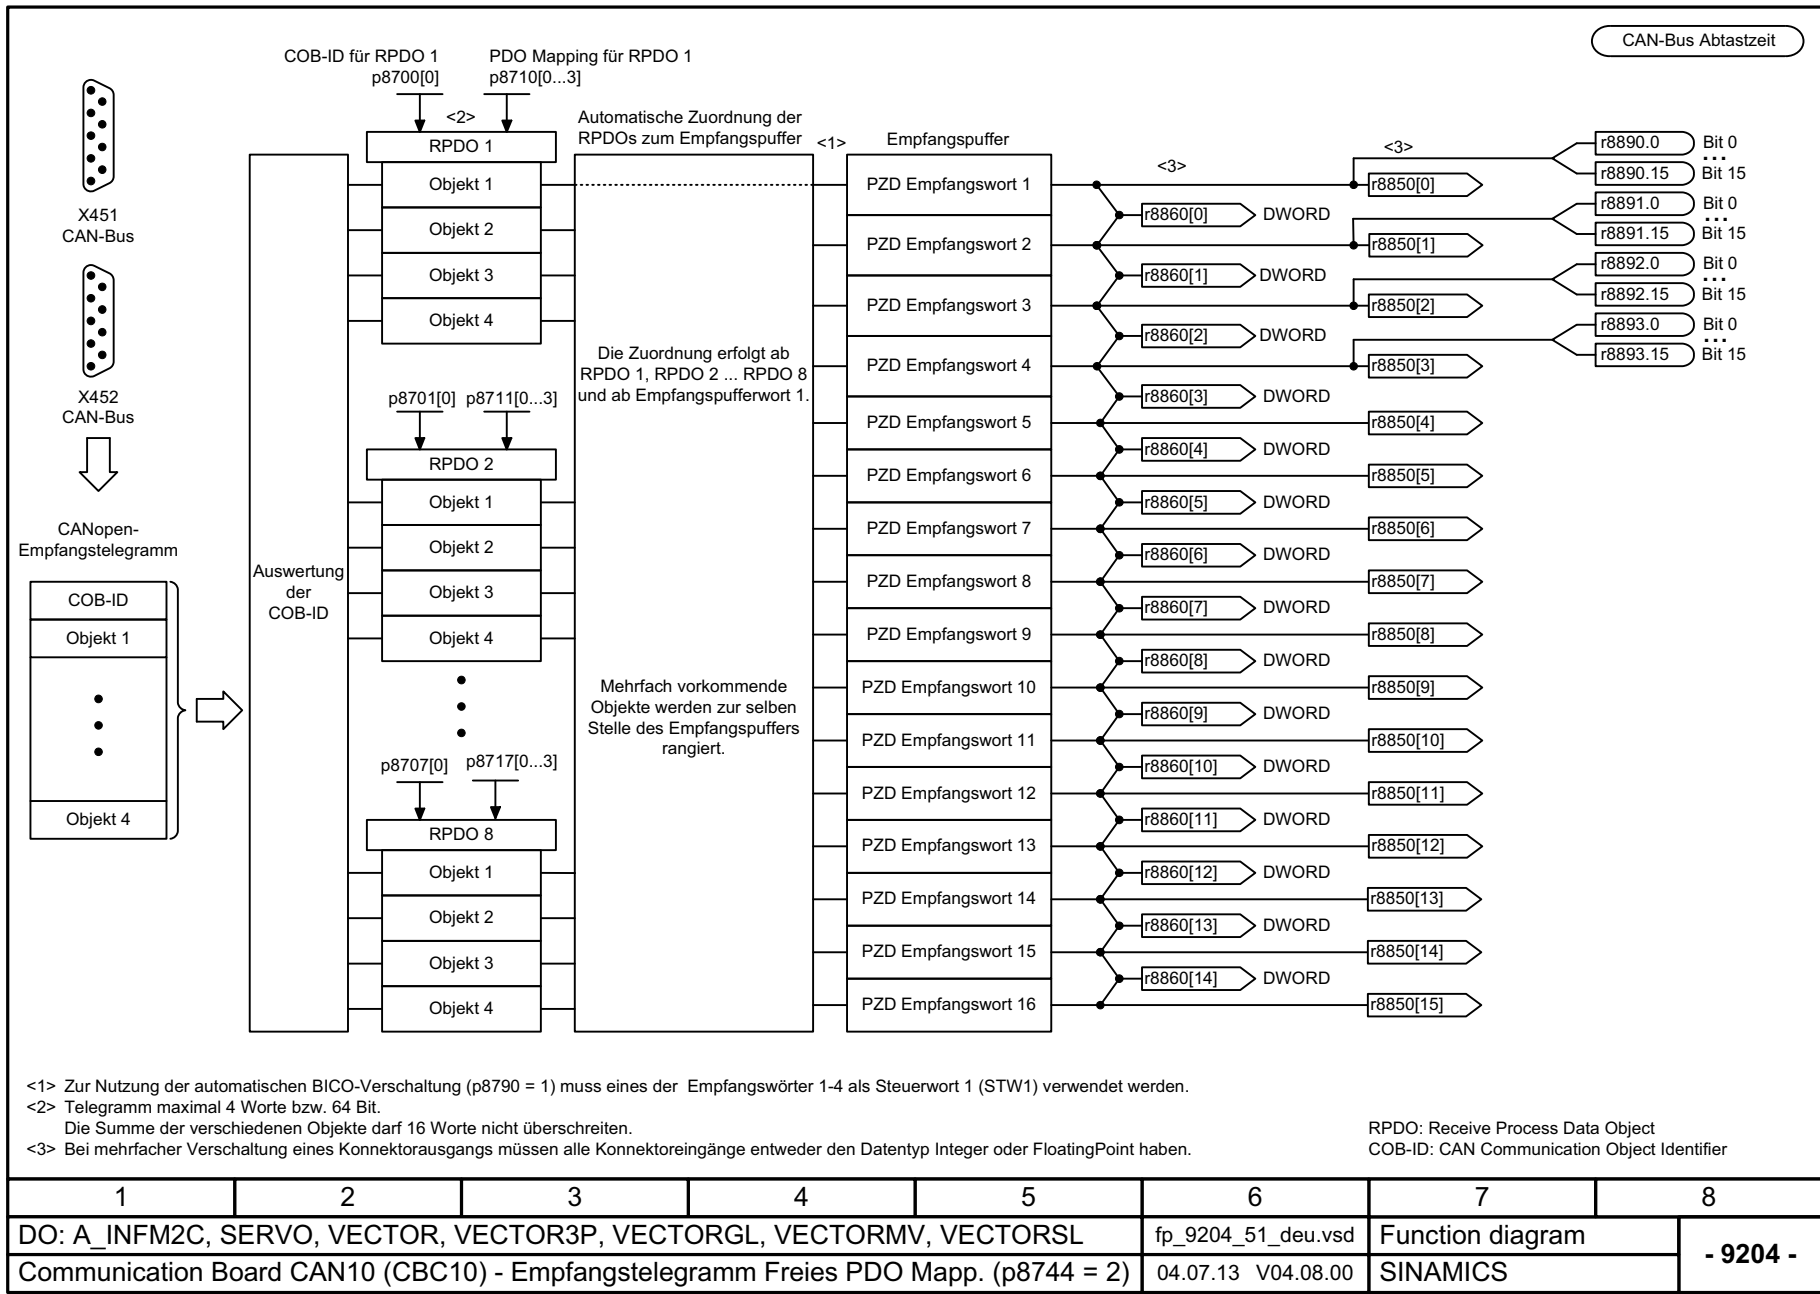 CAN-Bus Abtastzeit
COB-ID für RPDO 1
p8700[0]
PDO Mapping für RPDO 1
p8710[0...3]
<2>
X451
CAN-Bus
X452
CAN-Bus
CANopen-
Empfangstelegramm
COB-ID
Objekt 1
Objekt 4
Auswertung
der
COB-ID
RPDO 1
Objekt 1
Objekt 2
Objekt 3
Objekt 4
p8701[0]
p8711[0...3]
RPDO 2
Objekt 1
Objekt 2
Objekt 3
Objekt 4
p8707[0]
p8717[0...3]
RPDO 8
Objekt 1
Objekt 2
Objekt 3
Objekt 4
Automatische Zuordnung der
RPDOs zum Empfangspuffer
<1>
Die Zuordnung erfolgt ab
RPDO 1, RPDO 2 ... RPDO 8
und ab Empfangspufferwort 1.
Mehrfach vorkommende
Objekte werden zur selben
Stelle des Empfangspuffers
rangiert.
Empfangspuffer
PZD Empfangswort 1
PZD Empfangswort 2
PZD Empfangswort 3
PZD Empfangswort 4
PZD Empfangswort 5
PZD Empfangswort 6
PZD Empfangswort 7
PZD Empfangswort 8
PZD Empfangswort 9
PZD Empfangswort 10
PZD Empfangswort 11
PZD Empfangswort 12
PZD Empfangswort 13
PZD Empfangswort 14
PZD Empfangswort 15
PZD Empfangswort 16
<3>
r8860[0] DWORD
r8860[1] DWORD
r8860[2] DWORD
r8860[3] DWORD
r8860[4] DWORD
r8860[5] DWORD
r8860[6] DWORD
r8860[7] DWORD
r8860[8] DWORD
r8860[9] DWORD
r8860[10] DWORD
r8860[11] DWORD
r8860[12] DWORD
r8860[13] DWORD
r8860[14] DWORD
<3>
r8850[0]
r8850[1]
r8850[2]
r8850[3]
r8850[4]
r8850[5]
r8850[6]
r8850[7]
r8850[8]
r8850[9]
r8850[10]
r8850[11]
r8850[12]
r8850[13]
r8850[14]
r8850[15]
r8890.0 Bit 0
...
r8890.15 Bit 15
r8891.0 Bit 0
...
r8891.15 Bit 15
r8892.0 Bit 0
...
r8892.15 Bit 15
r8893.0 Bit 0
...
r8893.15 Bit 15
<1> Zur Nutzung der automatischen BICO-Verschaltung (p8790 = 1) muss eines der Empfangswörter 1-4 als Steuerwort 1 (STW1) verwendet werden.
<2> Telegramm maximal 4 Worte bzw. 64 Bit.
Die Summe der verschiedenen Objekte darf 16 Worte nicht überschreiten.
<3> Bei mehrfacher Verschaltung eines Konnektorausgangs müssen alle Konnektoreingänge entweder den Datentyp Integer oder FloatingPoint haben.
RPDO: Receive Process Data Object
COB-ID: CAN Communication Object Identifier
1 2 3 4 5 6 7 8
DO: A_INFM2C, SERVO, VECTOR, VECTOR3P, VECTORGL, VECTORMV, VECTORSL
fp_9204_51_deu.vsd
Function diagram
- 9204 -
Communication Board CAN10 (CBC10) - Empfangstelegramm Freies PDO Mapp. (p8744 = 2)
04.07.13 V04.08.00
SINAMICS